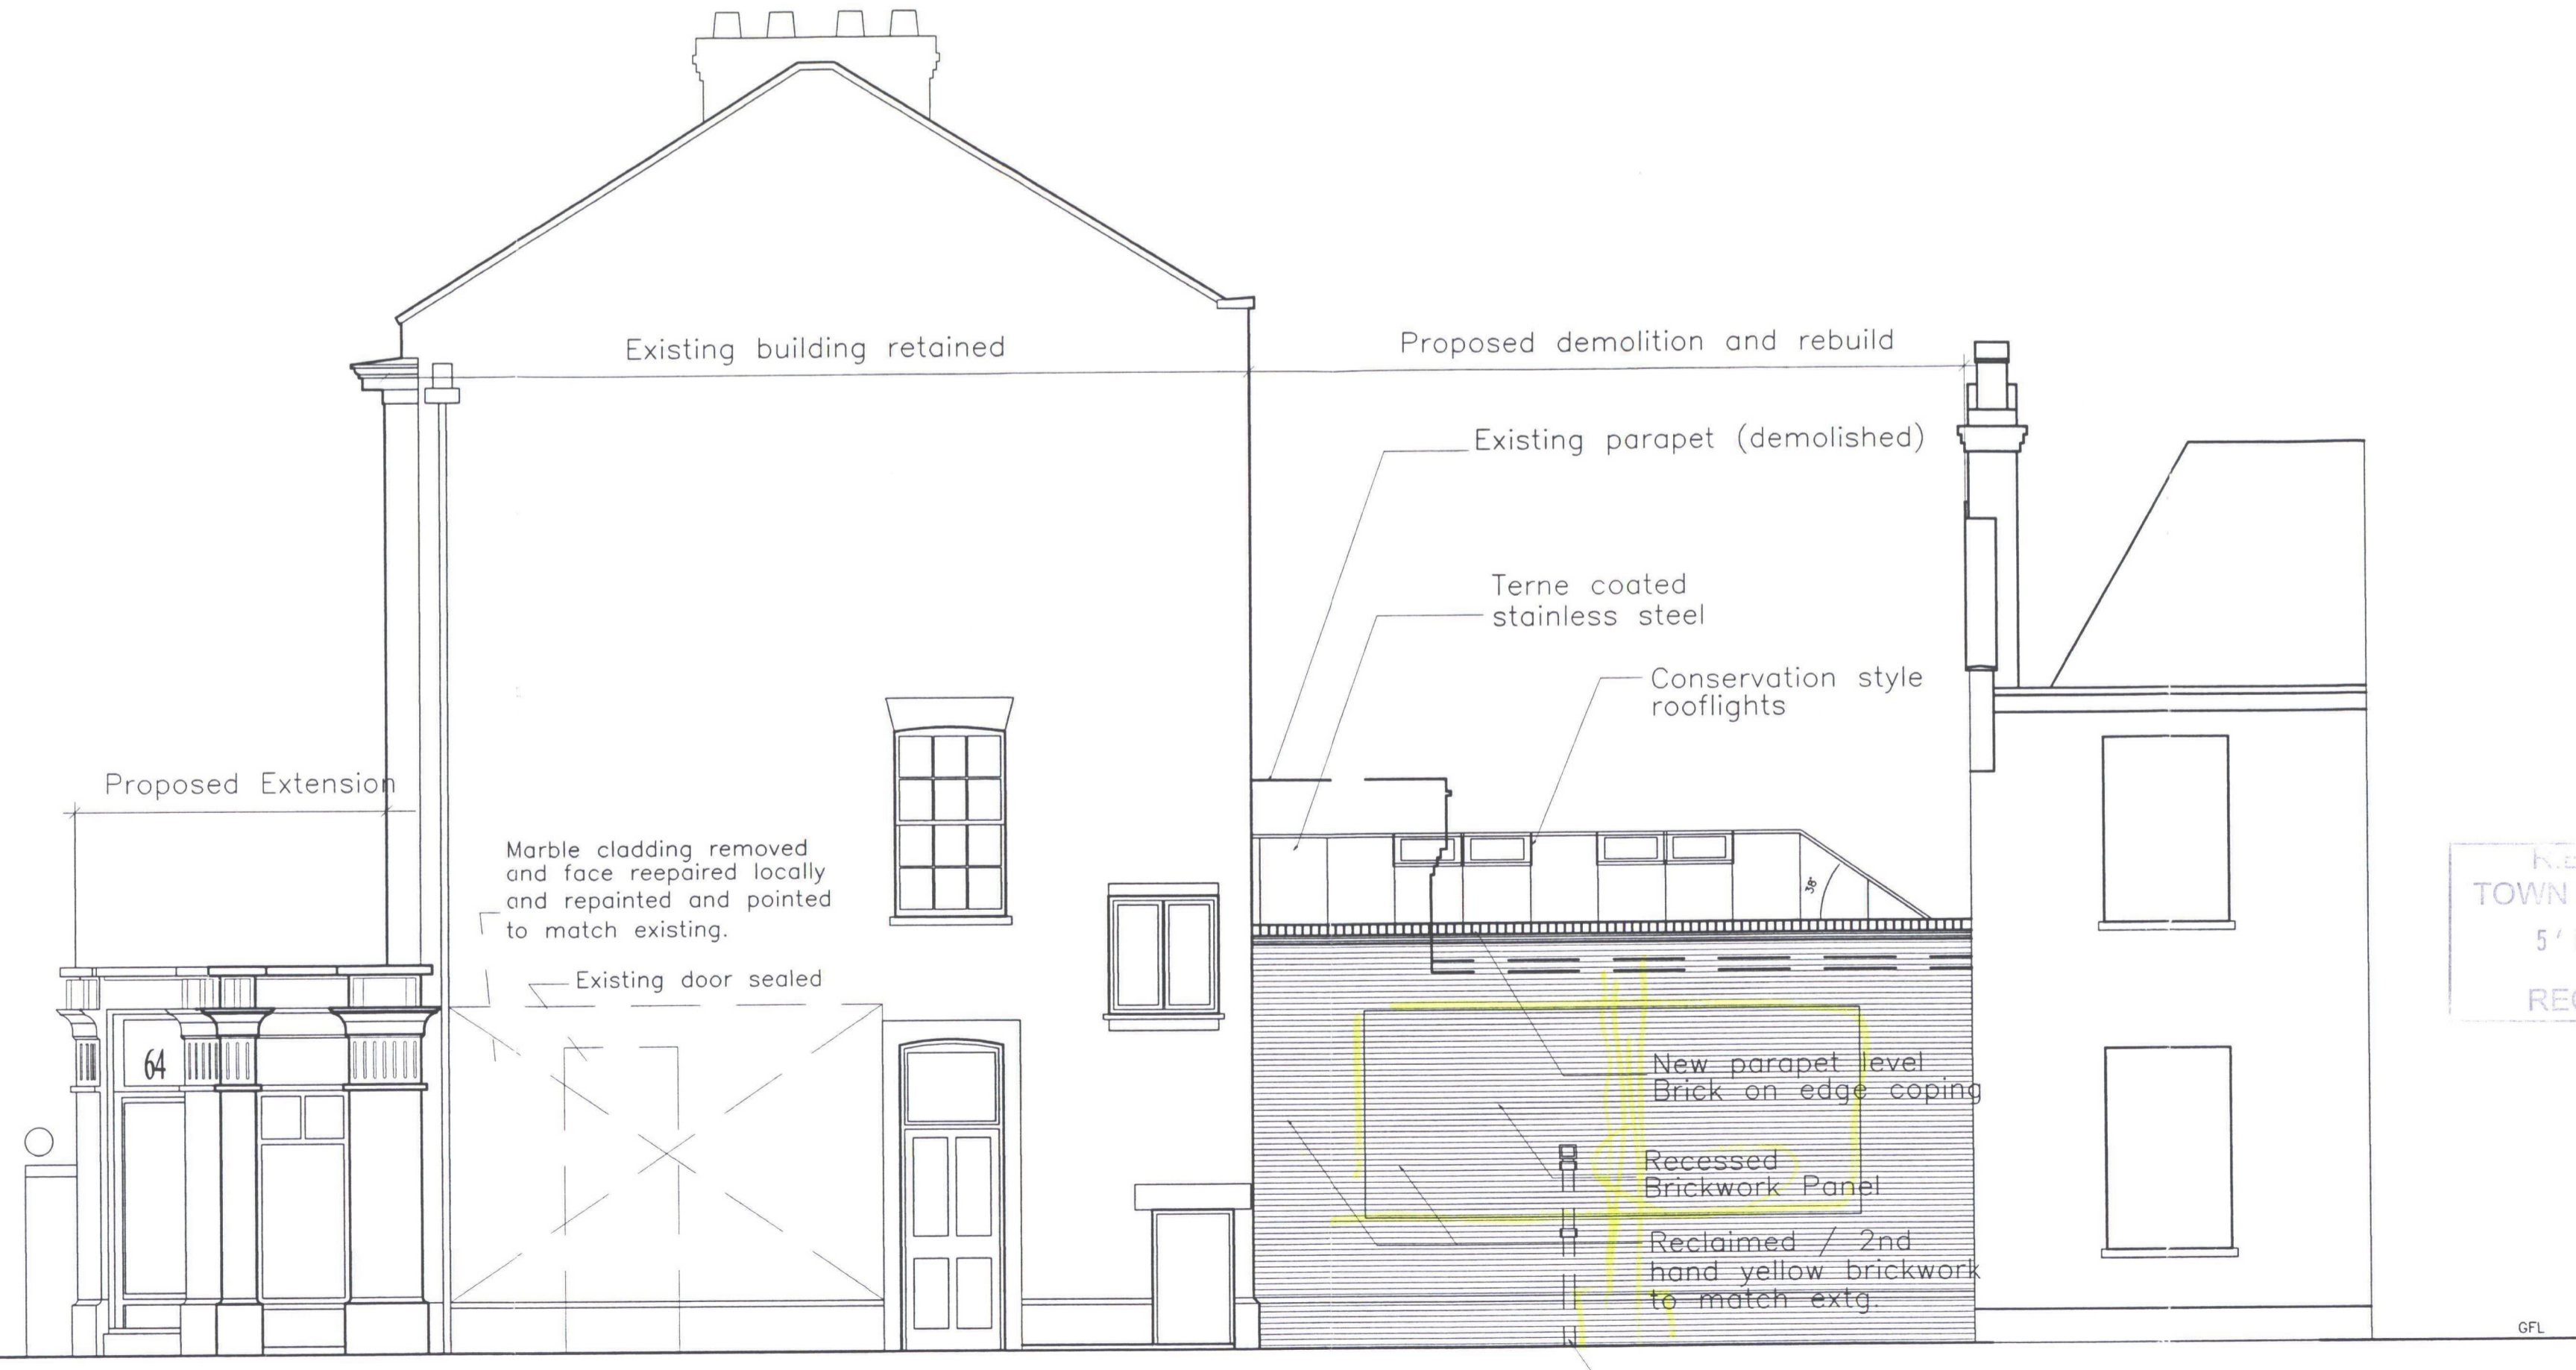 Existing building retained
Proposed demolition and rebuild
Existing parapet (demolished)
Terne coated
stainless steel
Conservation style
rooflights
Proposed Extension
Marble cladding removed
and face reepaired locally
and repainted and pointed
to match existing.
Existing door sealed
38°
64
New parapet level
Brick on edge coping
Recessed
Brickwork Panel
Reclaimed / 2nd
hand yellow brickwork
to match extg.
TOWN
GFL